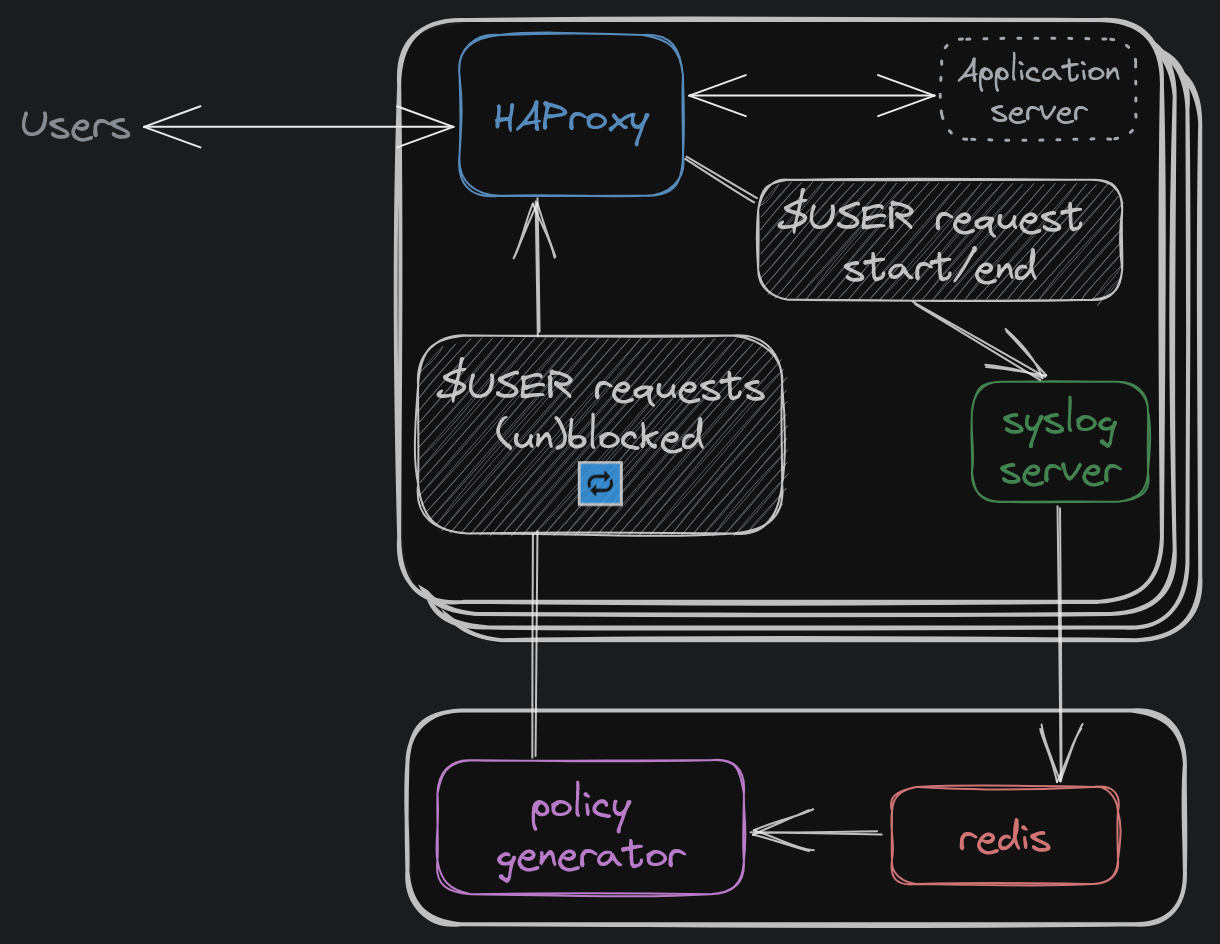 Users
HAProxy
Application
server
$USER request
start/end
$USER requests
(un)blocked
syslog
server
policy
generator
redis